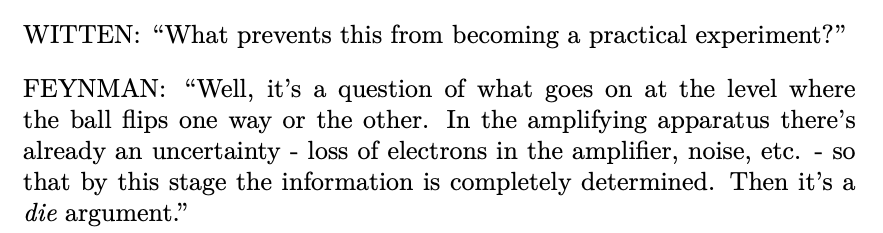 WITTEN: “What prevents this from becoming a practical experiment?”
FEYNMAN: “Well, it’s a question of what goes on at the level where
the ball flips one way or the other. In the amplifying apparatus there’s
already an uncertainty - loss of electrons in the amplifier, noise, etc. - so
that by this stage the information is completely determined. Then it’s a
die argument.”